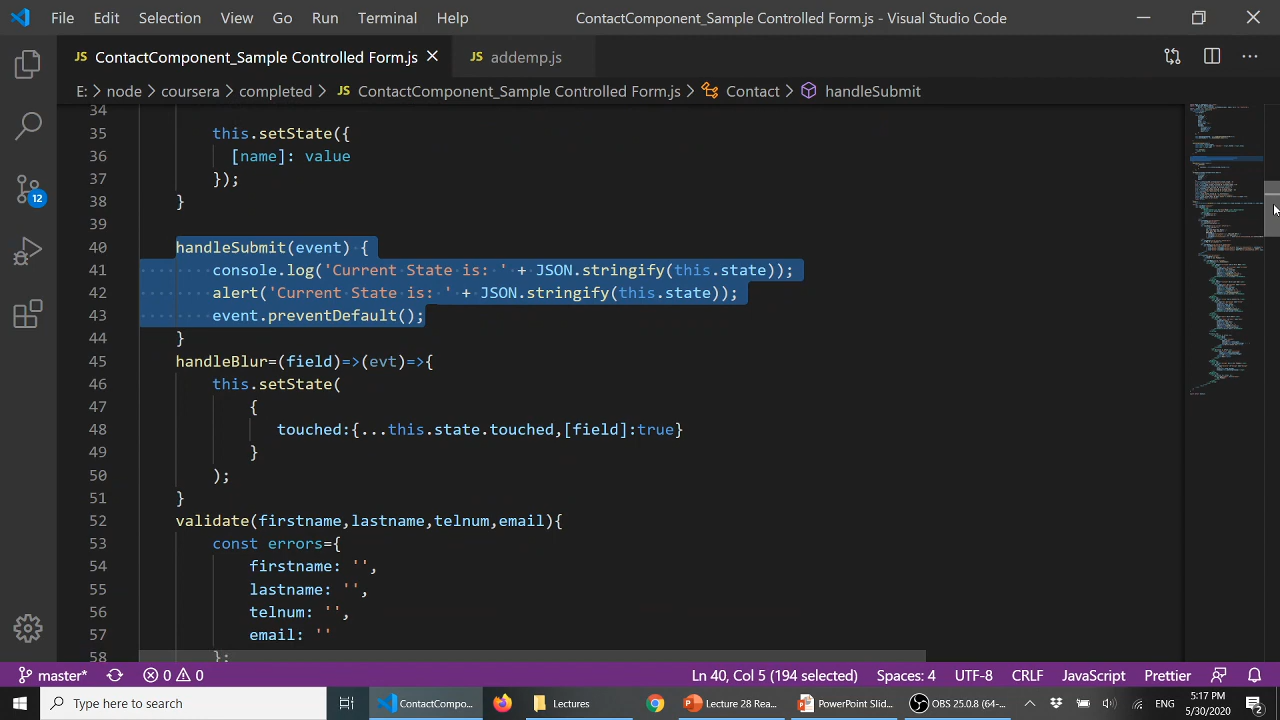 File Edit Selection View Go Run Terminal Help ContactComponent_Sample Controlled Form.js - Visual Studio Code
JS ContactComponent_Sample Controlled Form.js JS addemp.js
E: > node > coursera > completed > JS ContactComponent_Sample Controlled Form.js > Contact > handleSubmit
34
35 this.setState({
36 [name]: value
37 });
38 }
39
40 handleSubmit(event) {
41 console.log('Current State is: ' + JSON.stringify(this.state));
42 alert('Current State is: ' + JSON.stringify(this.state));
43 event.preventDefault();
44 }
45 handleBlur=(field)=>(evt)=>{
46 this.setState(
47 {
48 touched:{...this.state.touched,[field]:true}
49 }
50 );
51 }
52 validate(firstname,lastname,telnum,email){
53 const errors={
54 firstname: '',
55 lastname: '',
56 telnum: '',
57 email: ''
58 };
12
master* 0 0 Ln 40, Col 5 (194 selected) Spaces: 4 UTF-8 CRLF JavaScript Prettier
Type here to search ContactCompo... Lectures Lecture 28 Rea... PowerPoint Slid... OBS 25.0.8 (64-... ENG 5:17 PM
5/30/2020